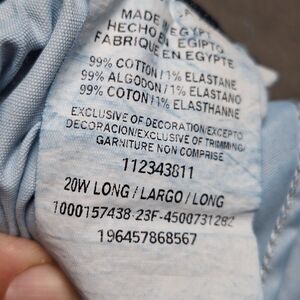 MADE IN EGYPT
HECHO EN EGIPTO
FABRIQUE EN EGYPTE
99% COTTON / 1% ELASTANE
99% ALGODON / 1% ELASTANO
99% COTON / 1% ELASTHANNE
EXCLUSIVE OF DECORATION/EXCEPTO
DECORACION/EXCLUSIVE OF TRIMMING/
GARNITURE NON COMPRISE
112343811
20W LONG / LARGO / LONG
1000157438-23F-4500731282
196457868567